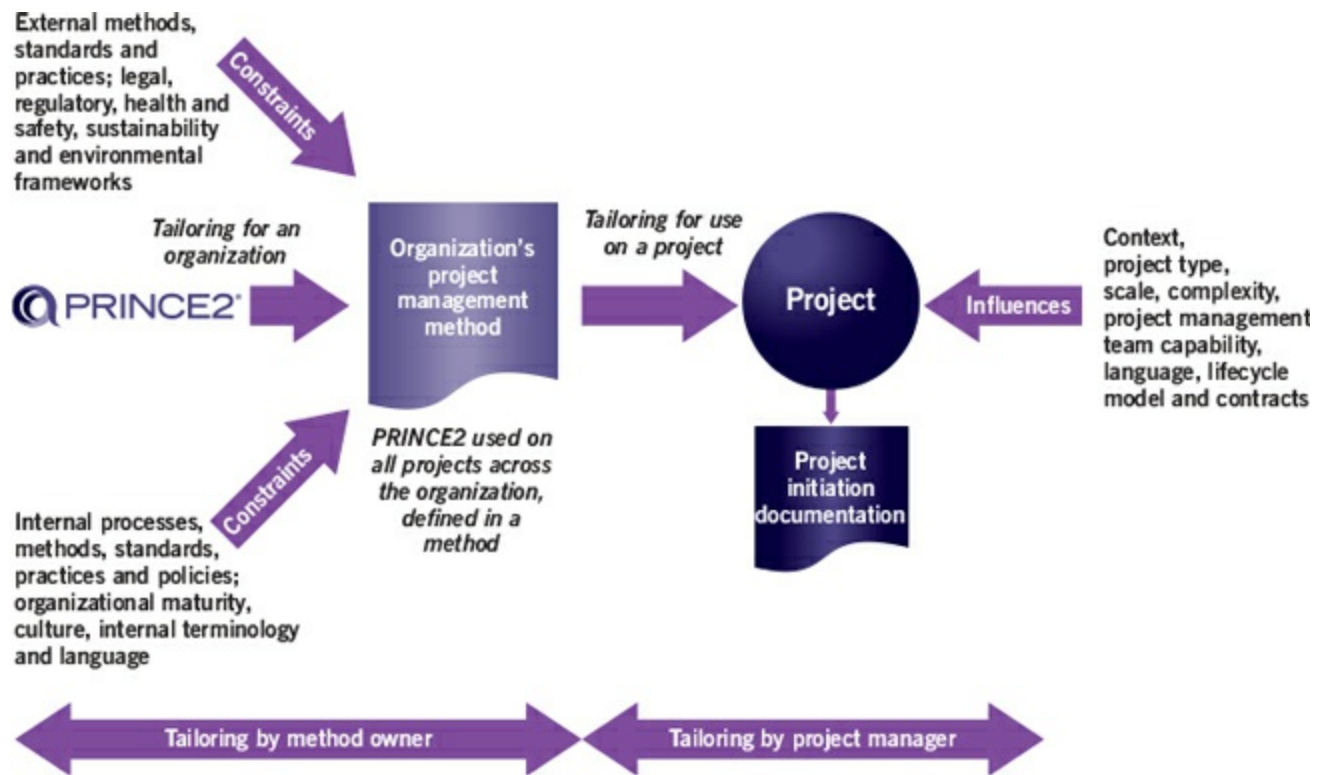 External methods,
standards and
practices; legal,
regulatory, health and
safety, sustainability
and environmental
frameworks
Constraints
Tailoring for an
organization
PRINCE2®
Organization's
project
management
method
Tailoring for use
on a project
Project
Influences
Context,
project type,
scale, complexity,
project management
team capability,
language, lifecycle
model and contracts
PRINCE2 used on
all projects across
the organization,
defined in a
method
Project
initiation
documentation
Constraints
Internal processes,
methods, standards,
practices and policies;
organizational maturity,
culture, internal terminology
and language
Tailoring by method owner
Tailoring by project manager